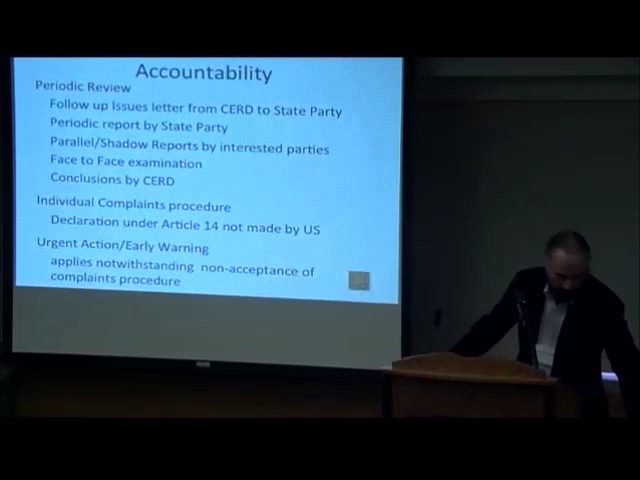 Accountability
Periodic Review
Follow up Issues letter from CERD to State Party
Periodic report by State Party
Parallel/Shadow Reports by interested parties
Face to Face examination
Conclusions by CERD
Individual Complaints procedure
Declaration under Article 14 not made by US
Urgent Action/Early Warning
applies notwithstanding non-acceptance of
complaints procedure